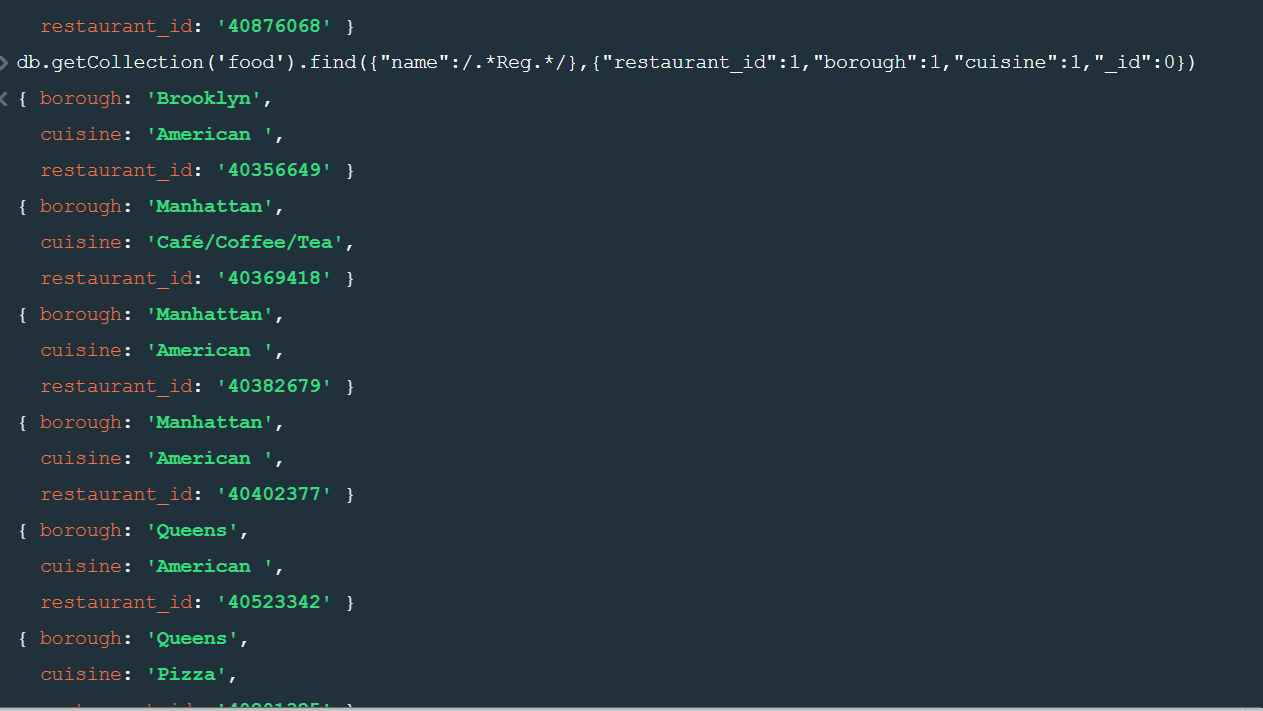 restaurant_id: '40876068' }
db.getCollection('food').find({"name":/.*Reg.*/},{"restaurant_id":1,"borough":1,"cuisine":1,"_id":0})
{ borough: 'Brooklyn',
cuisine: 'American ',
restaurant_id: '40356649' }
{ borough: 'Manhattan',
cuisine: 'Café/Coffee/Tea',
restaurant_id: '40369418' }
{ borough: 'Manhattan',
cuisine: 'American ',
restaurant_id: '40382679' }
{ borough: 'Manhattan',
cuisine: 'American ',
restaurant_id: '40402377' }
{ borough: 'Queens',
cuisine: 'American ',
restaurant_id: '40523342' }
{ borough: 'Queens',
cuisine: 'Pizza',